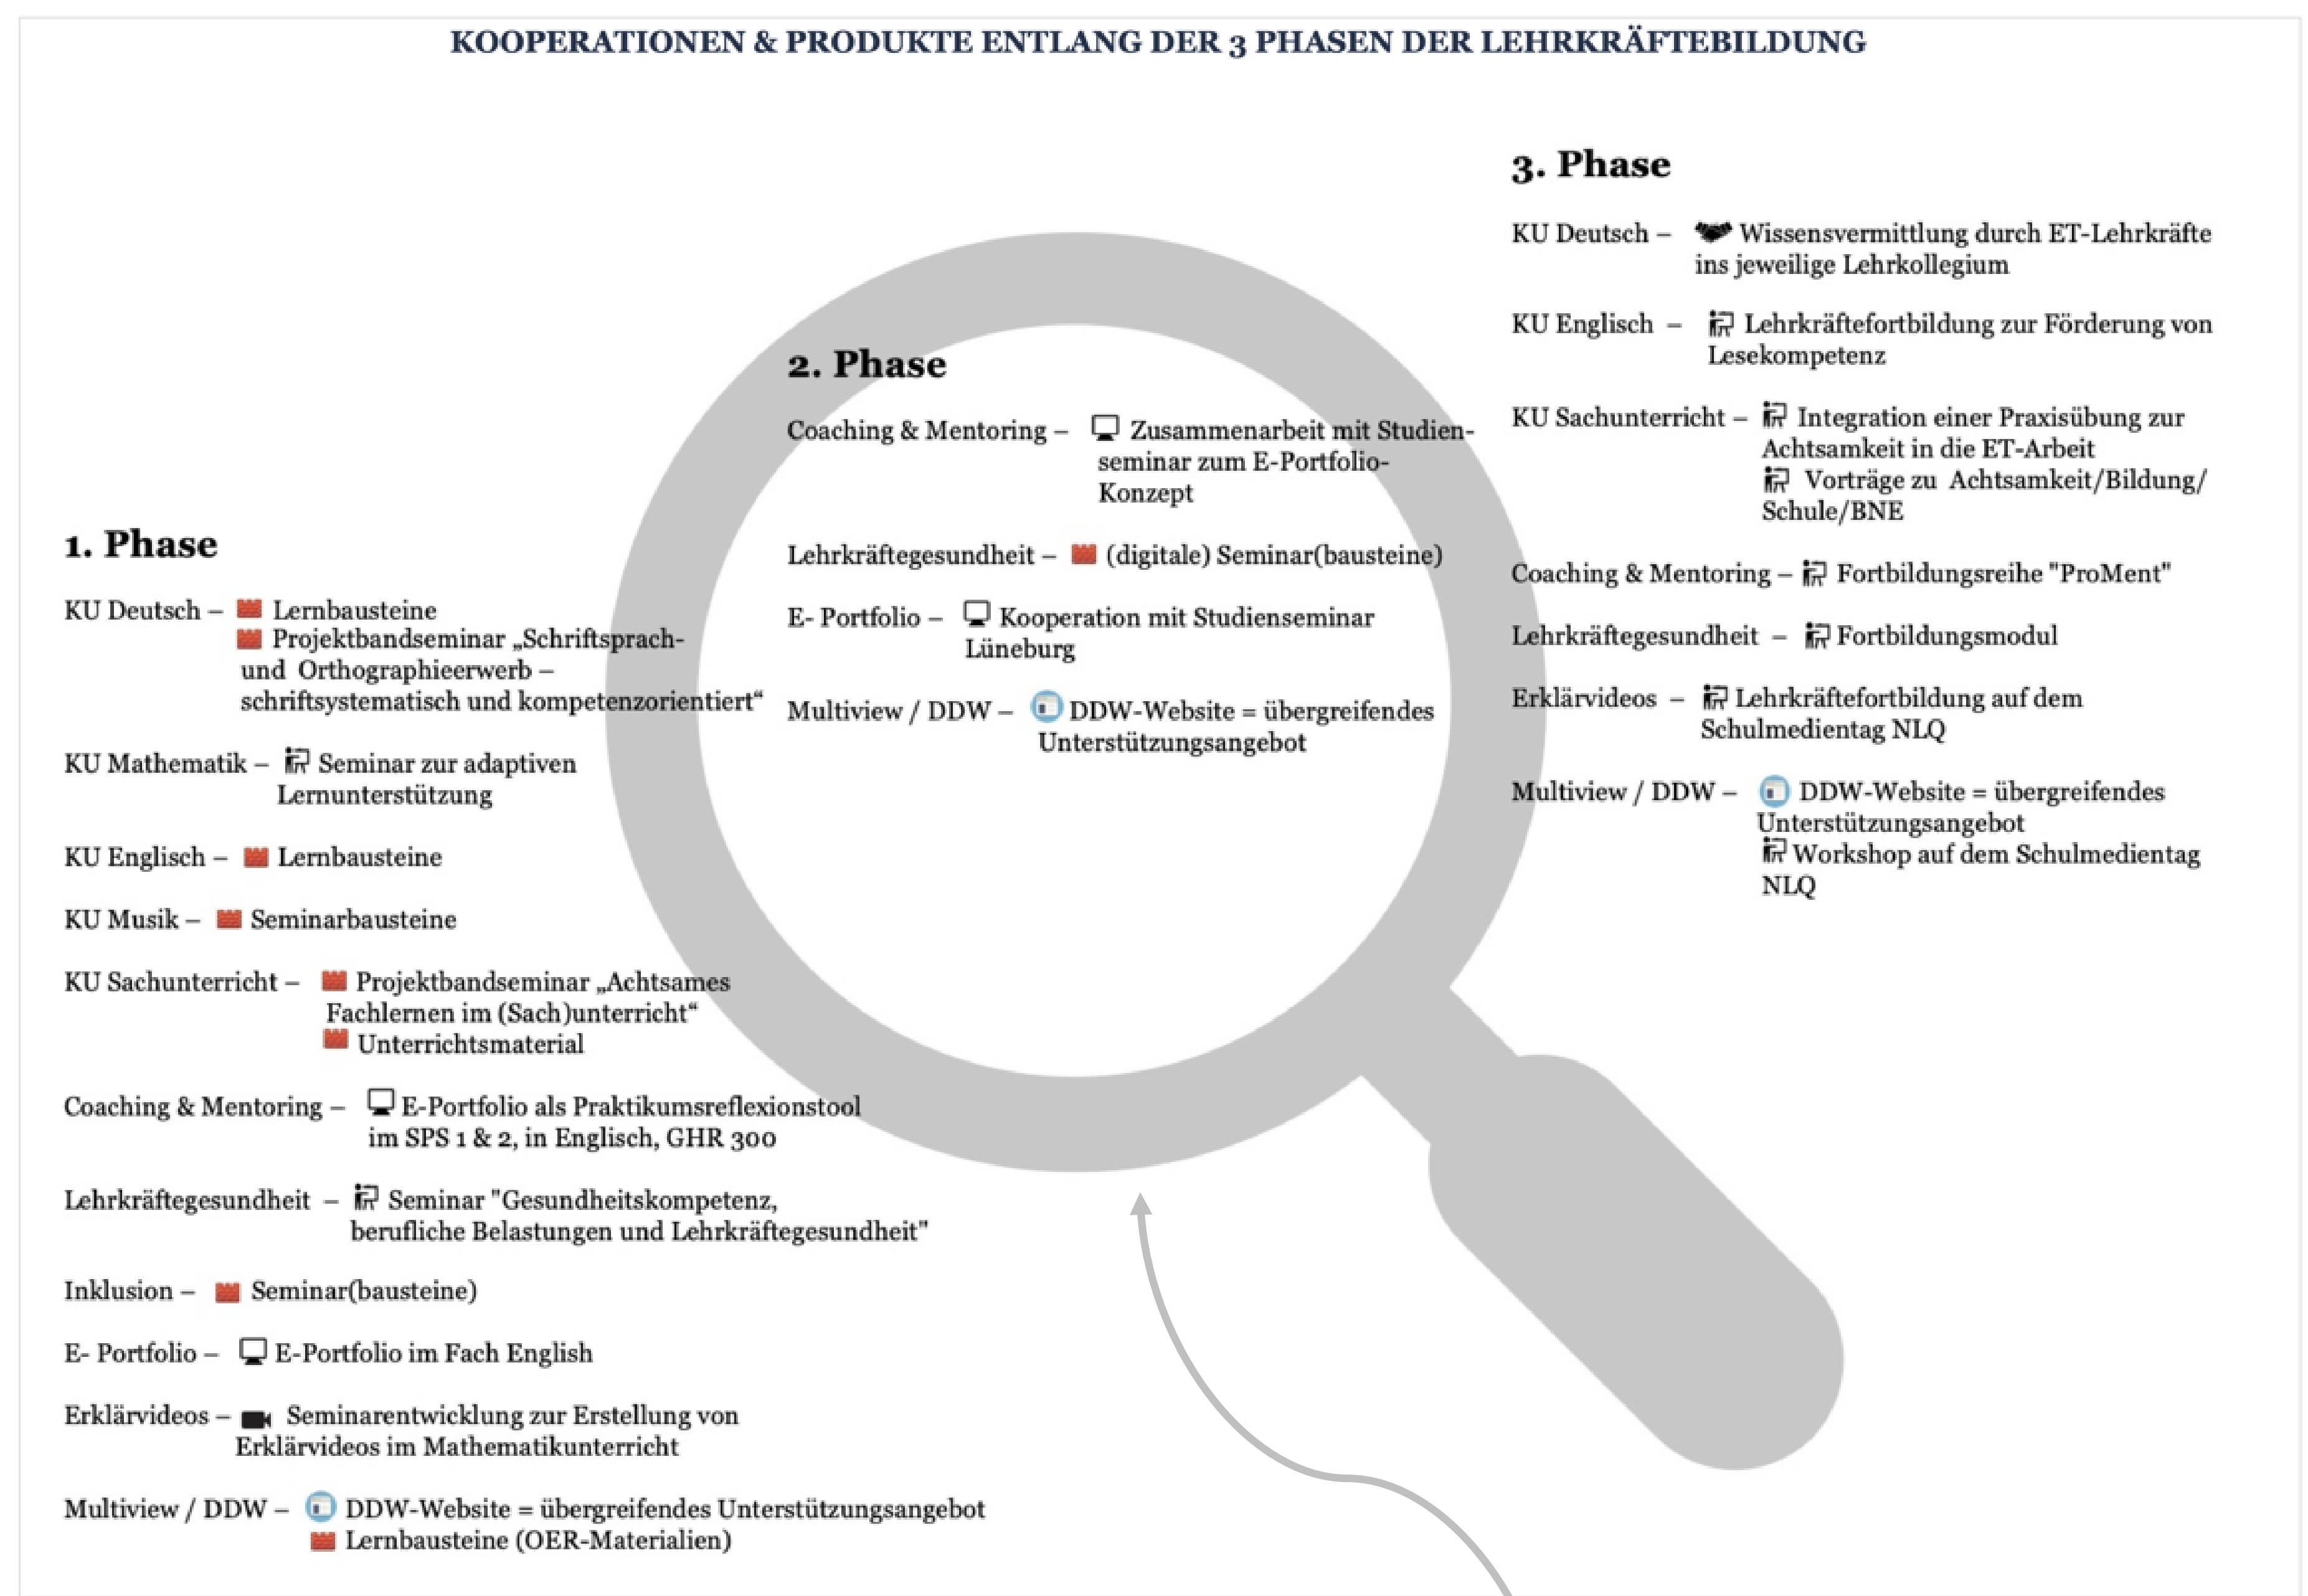 KOOPERATIONEN & PRODUKTE ENTLANG DER 3 PHASEN DER LEHRKRÄFTEBILDUNG
1. Phase
KU Deutsch – Lernbausteine
Projektbandseminar „Schriftsprach-
und Orthographieerwerb –
schriftsystematisch und kompetenzorientiert“
KU Mathematik – Seminar zur adaptiven
Lernunterstützung
KU Englisch – Lernbausteine
KU Musik – Seminarbausteine
KU Sachunterricht – Projektbandseminar „Achtsames
Fachlernen im (Sach)unterricht“
Unterrichtsmaterial
Coaching & Mentoring – E-Portfolio als Praktikumsreflexionstool
im SPS 1 & 2, in Englisch, GHR 300
Lehrkräftegesundheit – Seminar "Gesundheitskompetenz,
berufliche Belastungen und Lehrkräftegesundheit"
Inklusion – Seminar(bausteine)
E- Portfolio – E-Portfolio im Fach English
Erklärvideos – Seminarentwicklung zur Erstellung von
Erklärvideos im Mathematikunterricht
Multiview / DDW – DDW-Website = übergreifendes Unterstützungsangebot
Lernbausteine (OER-Materialien)
2. Phase
Coaching & Mentoring – Zusammenarbeit mit Studien-
seminar zum E-Portfolio-
Konzept
Lehrkräftegesundheit – (digitale) Seminar(bausteine)
E- Portfolio – Kooperation mit Studienseminar
Lüneburg
Multiview / DDW – DDW-Website = übergreifendes
Unterstützungsangebot
3. Phase
KU Deutsch – Wissensvermittlung durch ET-Lehrkräfte
ins jeweilige Lehrkollegium
KU Englisch – Lehrkräftefortbildung zur Förderung von
Lesekompetenz
KU Sachunterricht – Integration einer Praxisübung zur
Achtsamkeit in die ET-Arbeit
Vorträge zu Achtsamkeit/Bildung/
Schule/BNE
Coaching & Mentoring – Fortbildungsreihe "ProMent"
Lehrkräftegesundheit – Fortbildungsmodul
Erklärvideos – Lehrkräftefortbildung auf dem
Schulmedientag NLQ
Multiview / DDW – DDW-Website = übergreifendes
Unterstützungsangebot
Workshop auf dem Schulmedientag
NLQ